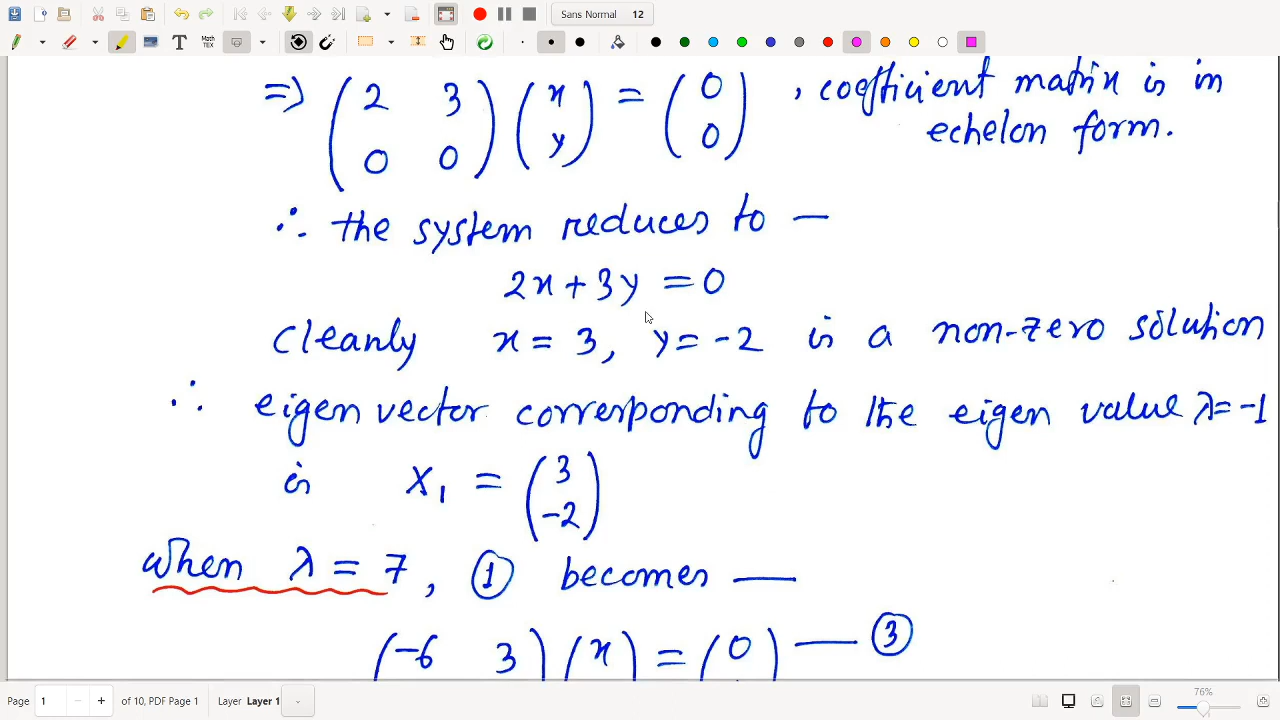 Sans Normal 12
T Math TEX
⇒ ( 2 3 ) ( x ) = ( 0 ) , coefficient matrix is in
( 0 0 ) ( y ) ( 0 ) echelon form.
∴ the system reduces to —
2x + 3y = 0
Clearly x = 3, y = -2 is a non-zero solution
∴ eigen vector corresponding to the eigen value λ = -1
is X₁ = ( 3 )
( -2 )
when λ = 7, ① becomes —
( -6 3 ) ( x ) = ( 0 ) — ③
Page 1 of 10, PDF Page 1 Layer Layer 1 76%